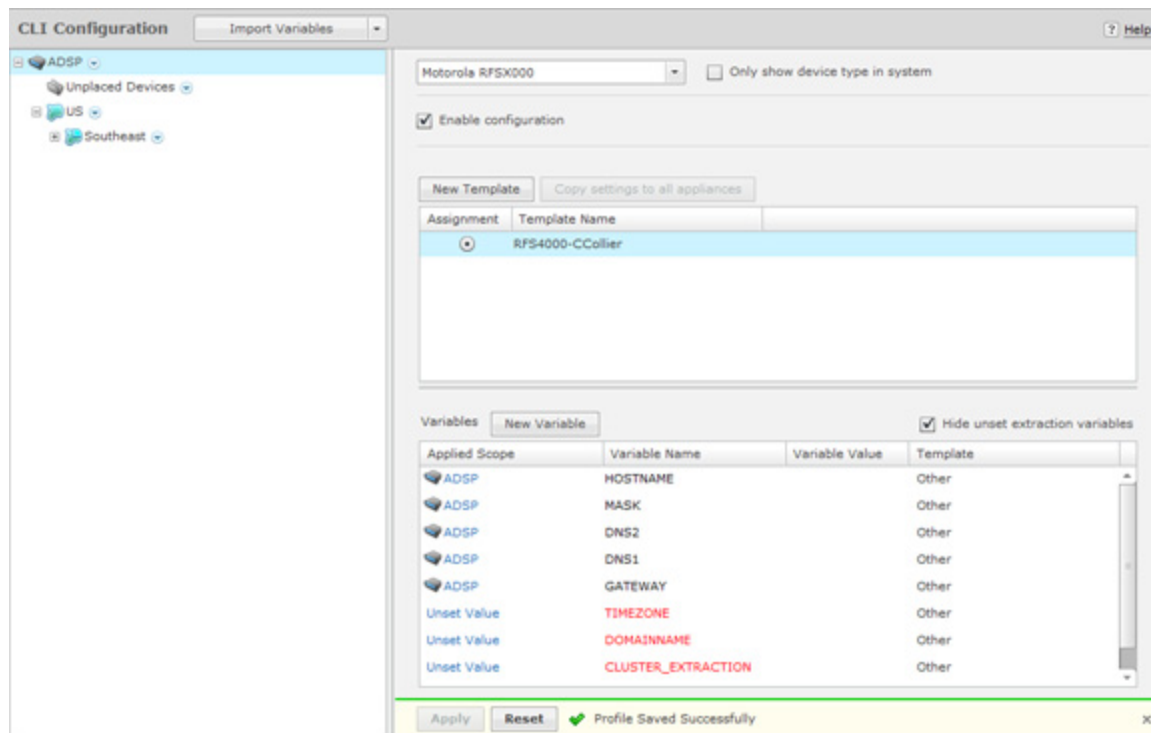 CLI Configuration Import Variables Help
ADSP
Unplaced Devices
US
Southeast
Motorola RFSX000 Only show device type in system
Enable configuration
New Template Copy settings to all appliances
Assignment Template Name
RFS4000-CCollier
Variables New Variable Hide unset extraction variables
Applied Scope Variable Name Variable Value Template
ADSP HOSTNAME Other
ADSP MASK Other
ADSP DNS2 Other
ADSP DNS1 Other
ADSP GATEWAY Other
Unset Value TIMEZONE Other
Unset Value DOMAINNAME Other
Unset Value CLUSTER_EXTRACTION Other
Apply Reset Profile Saved Successfully